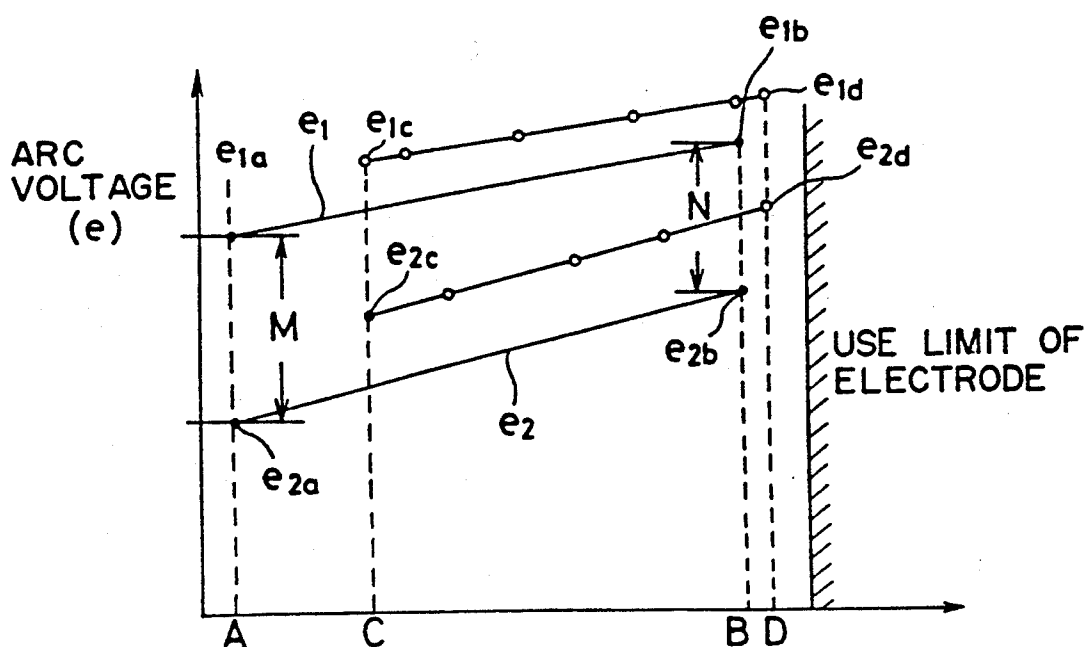 e1b
e1d
e1
e1c
e1a
ARC
VOLTAGE
(e)
e2d
N
e2c
M
e2b
USE LIMIT OF
ELECTRODE
e2
e2a
A
C
B
D